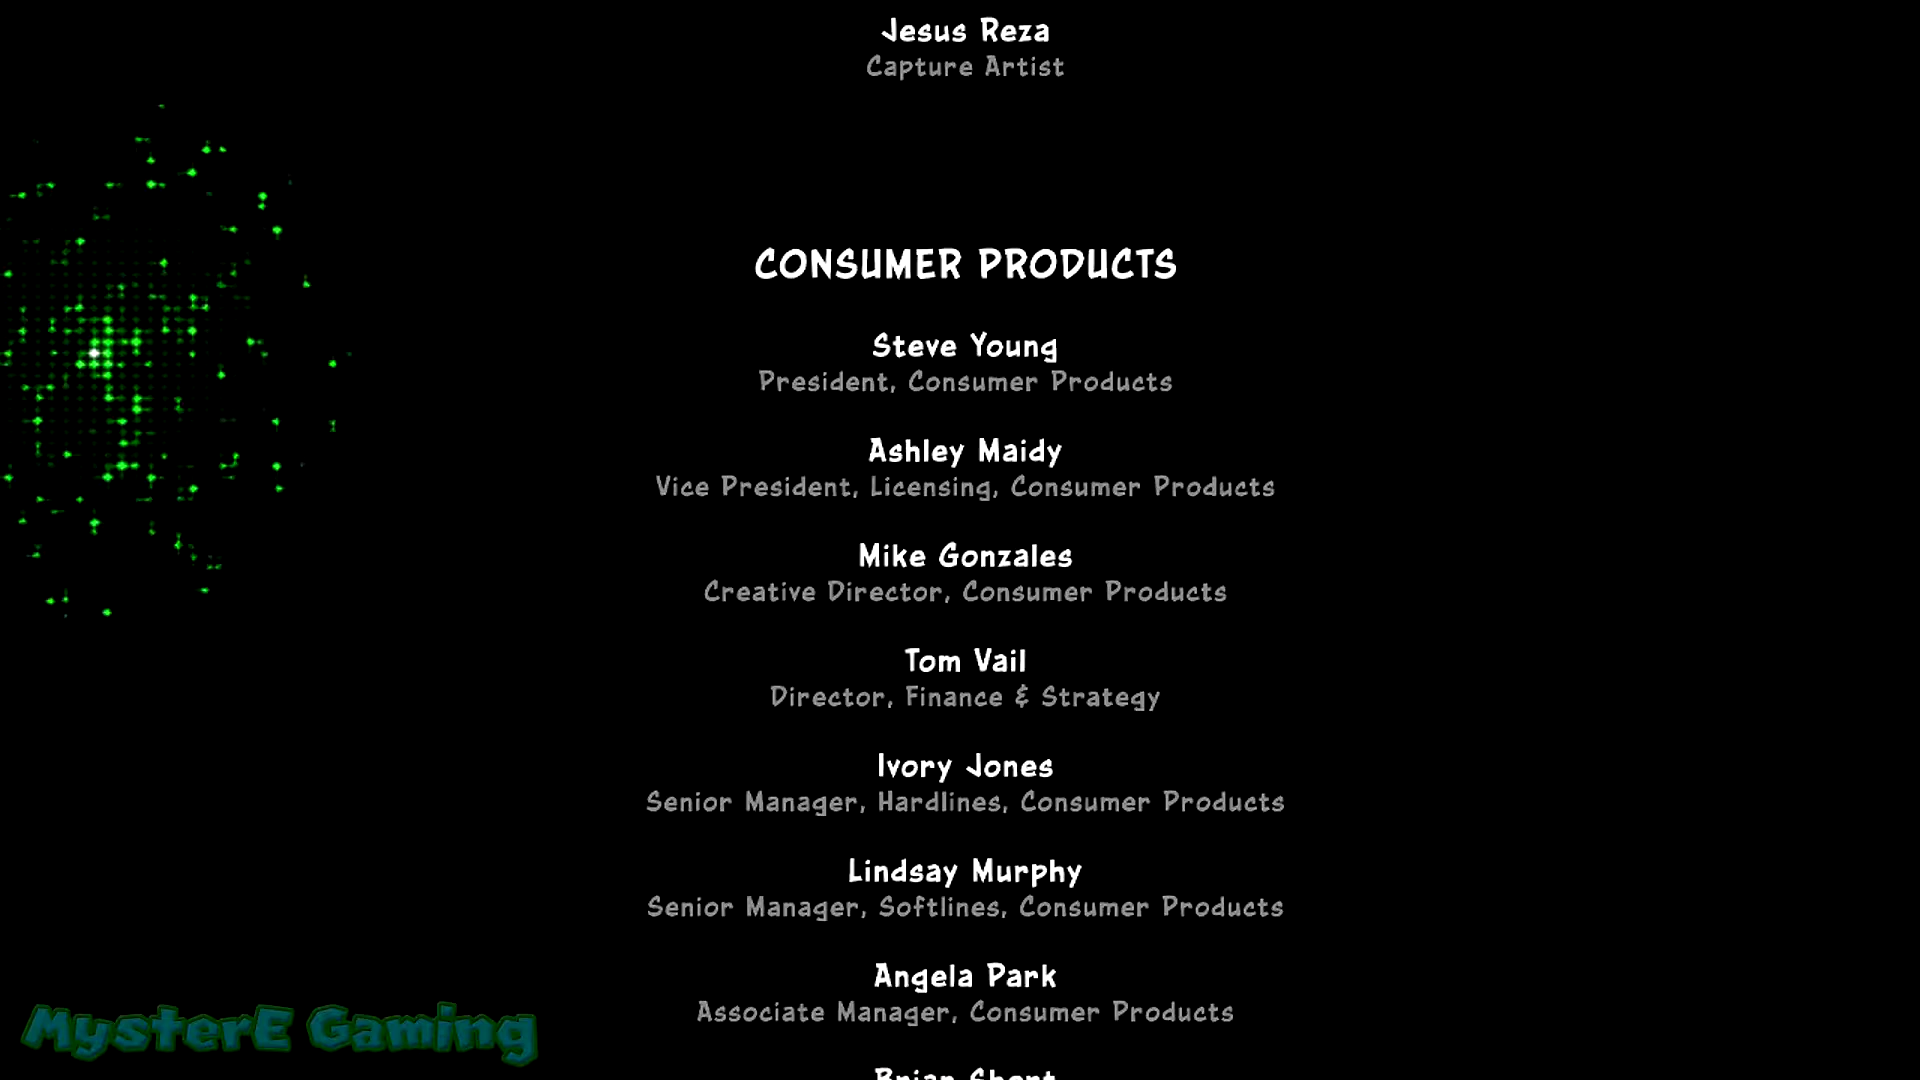 Jesus Reza
Capture Artist
CONSUMER PRODUCTS
Steve Young
President, Consumer Products
Ashley Maidy
Vice President, Licensing, Consumer Products
Mike Gonzales
Creative Director, Consumer Products
Tom Vail
Director, Finance & Strategy
Ivory Jones
Senior Manager, Hardlines, Consumer Products
Lindsay Murphy
Senior Manager, Softlines, Consumer Products
Angela Park
Associate Manager, Consumer Products
MysterE Gaming
Brian